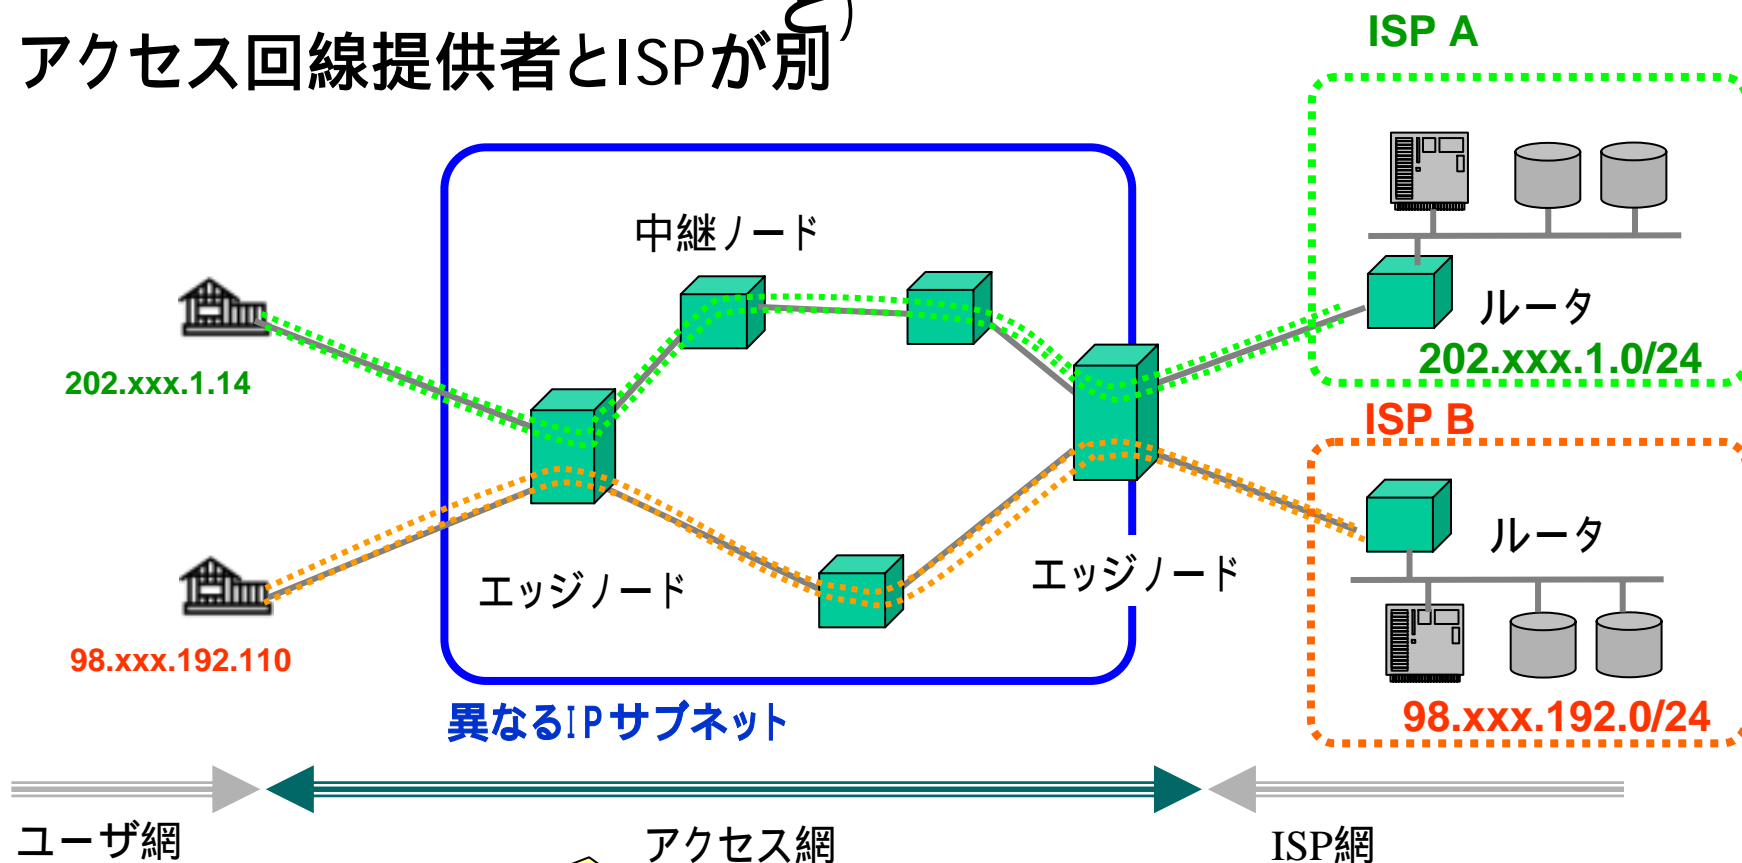 ど）
アクセス回線提供者とISPが別
ISP A
中継ノード
ルータ
202.xxx.1.0/24
202.xxx.1.14
ISP B
ルータ
エッジノード
エッジノード
98.xxx.192.110
98.xxx.192.0/24
異なるIPサブネット
ユーザ網
アクセス網
ISP網